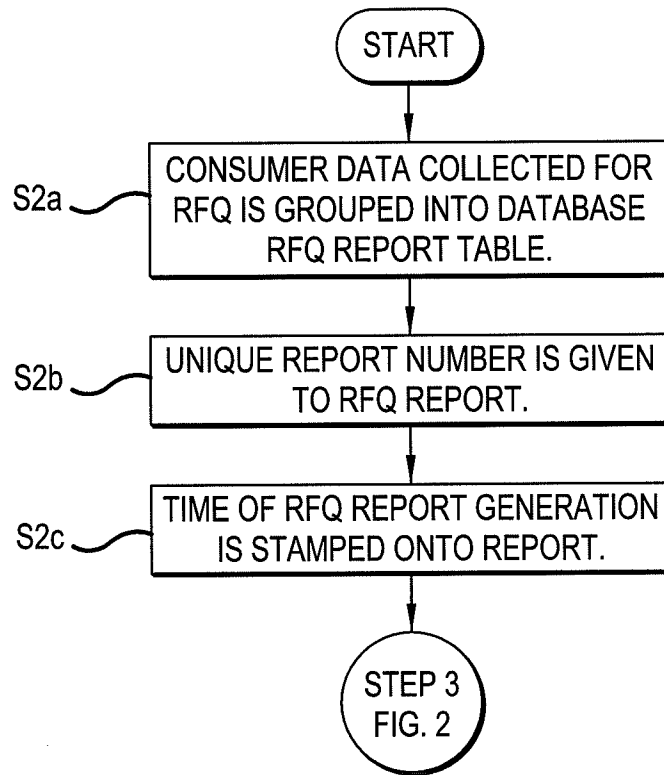 START
S2a
CONSUMER DATA COLLECTED FOR
RFQ IS GROUPED INTO DATABASE
RFQ REPORT TABLE.
S2b
UNIQUE REPORT NUMBER IS GIVEN
TO RFQ REPORT.
S2c
TIME OF RFQ REPORT GENERATION
IS STAMPED ONTO REPORT.
STEP 3
FIG. 2